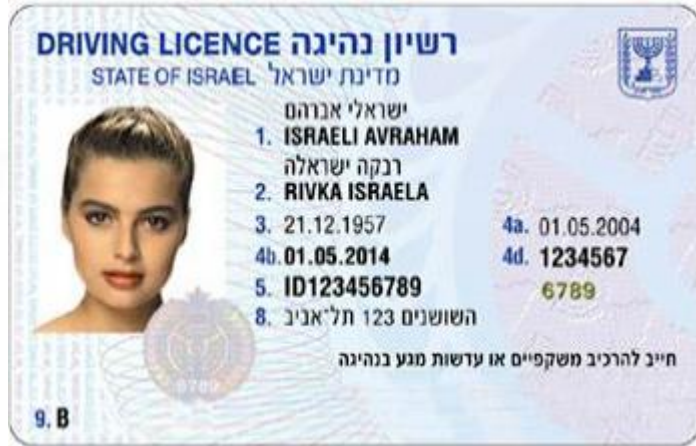 DRIVING LICENCE רשיון נהיגה
STATE OF ISRAEL מדינת ישראל
ישראלי אברהם
1. ISRAELI AVRAHAM
רבקה ישראלה
2. RIVKA ISRAELA
3. 21.12.1957 4a. 01.05.2004
4b. 01.05.2014 4d. 1234567
5. ID123456789 6789
8. השושנים 123 תל־אביב
חייב להרכיב משקפיים או עדשות מגע בנהיגה
6789
9. B